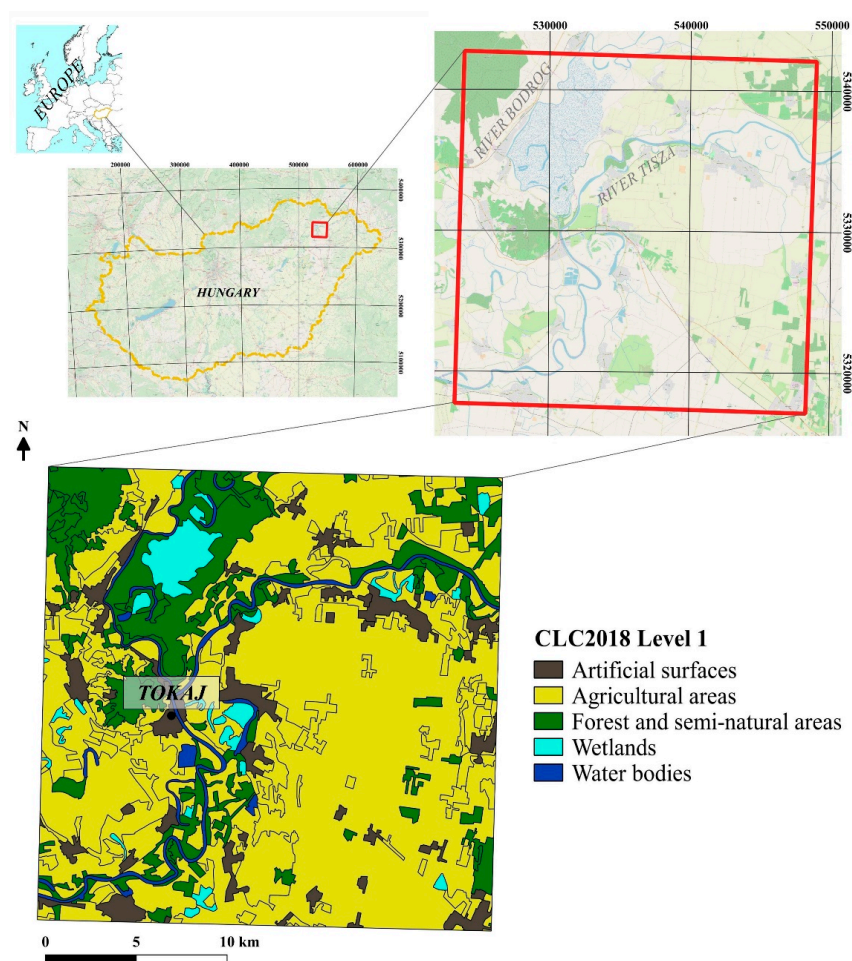 EUROPE
530000
540000
550000
5340000
5330000
5320000
RIVER BODROG
RIVER TISZA
200000
300000
400000
500000
600000
5400000
5300000
5200000
5100000
HUNGARY
N
TOKAJ
CLC2018 Level 1
Artificial surfaces
Agricultural areas
Forest and semi-natural areas
Wetlands
Water bodies
0
5
10 km